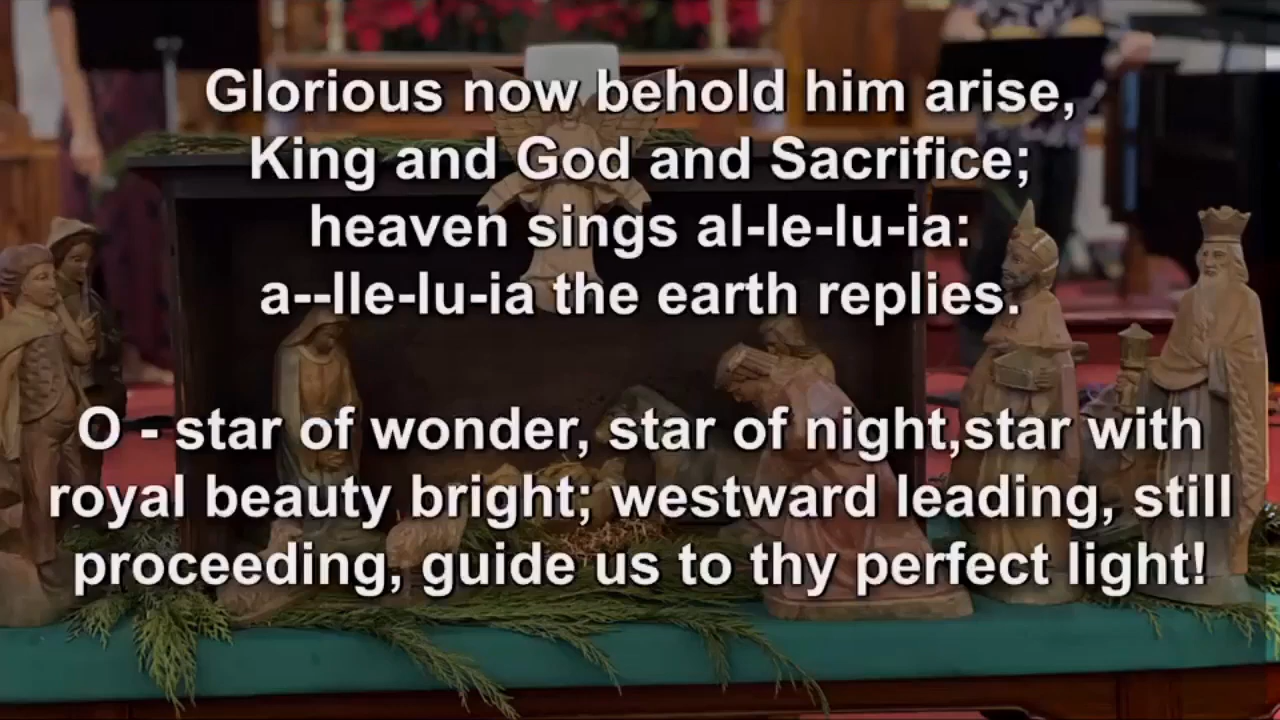 Glorious now behold him arise,
King and God and Sacrifice;
heaven sings al-le-lu-ia:
a--lle-lu-ia the earth replies.
O - star of wonder, star of night,star with
royal beauty bright; westward leading, still
proceeding, guide us to thy perfect light!